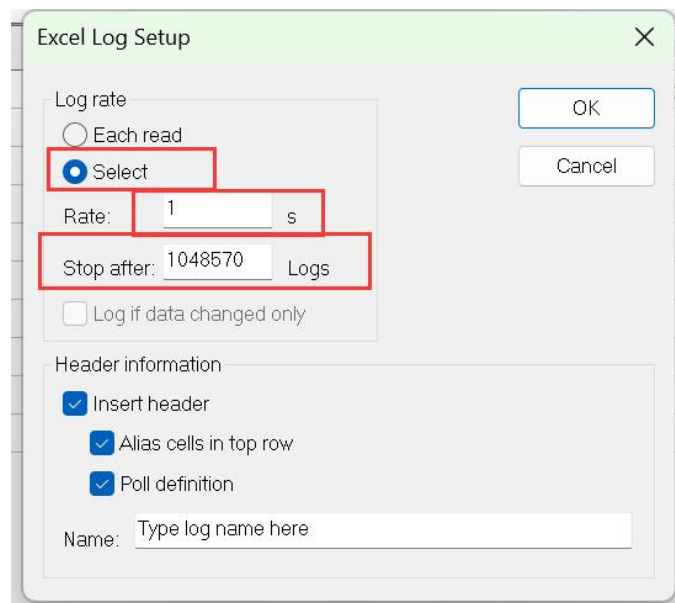 Excel Log Setup
Log rate
OK
Each read
Select
Cancel
Rate: 1 s
Stop after: 1048570 Logs
Log if data changed only
Header information
Insert header
Alias cells in top row
Poll definition
Name: Type log name here